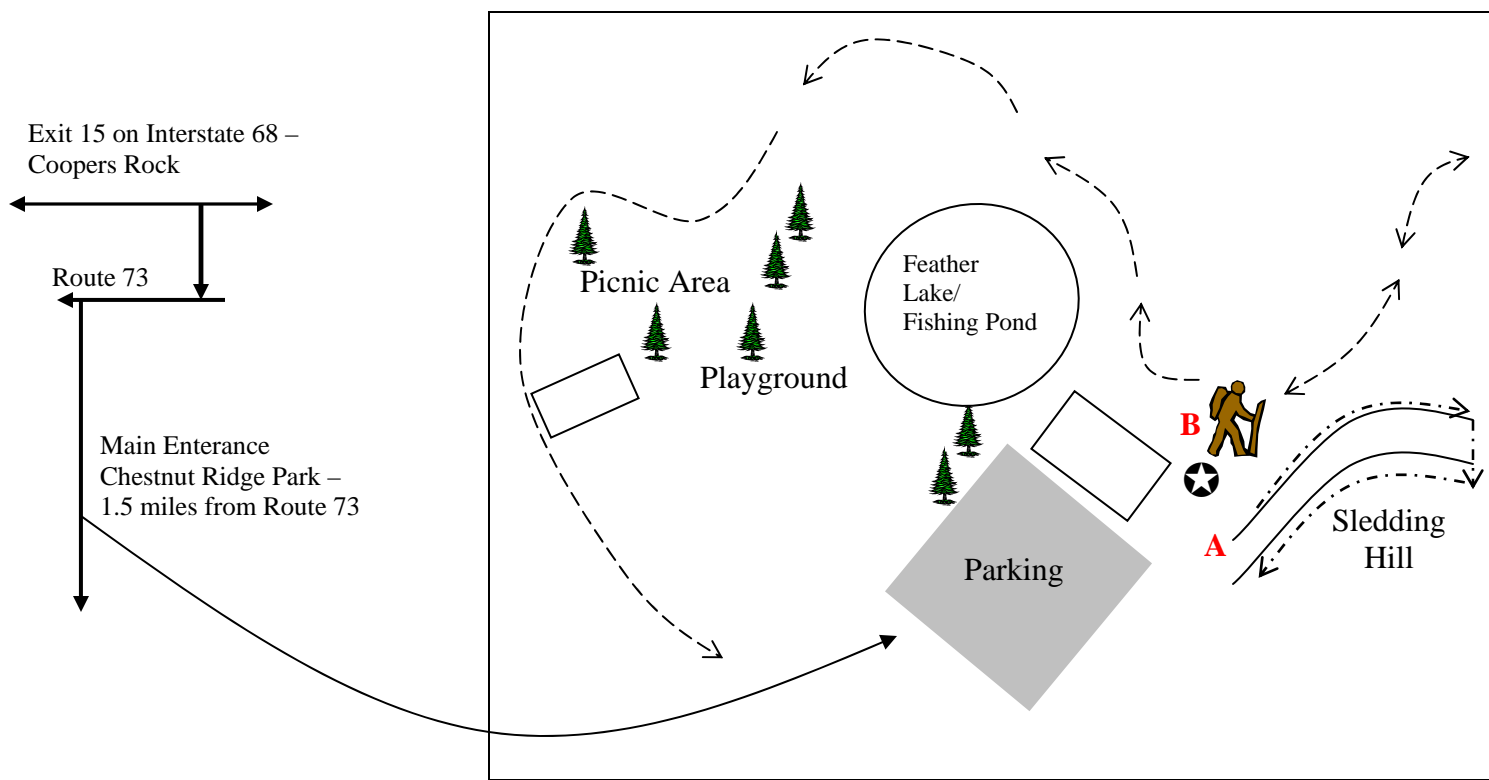 Exit 15 on Interstate 68 –
Coopers Rock
Route 73
Main Enterance
Chestnut Ridge Park –
1.5 miles from Route 73
Picnic Area
Playground
Feather
Lake/
Fishing Pond
B
A
Sledding
Hill
Parking